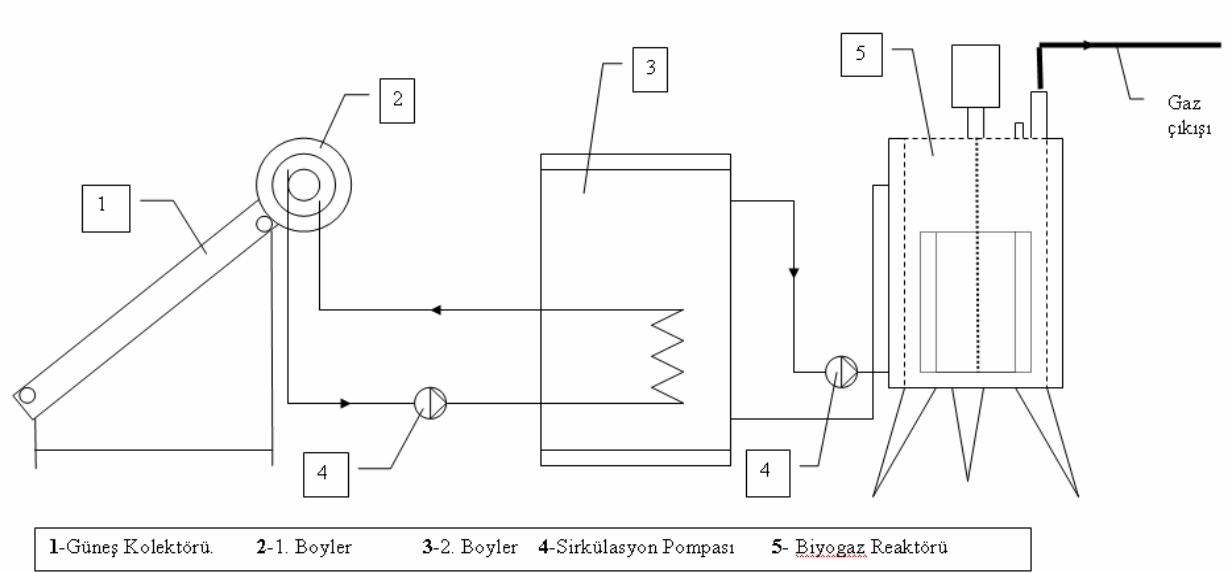 1
2
3
4
4
5
Gaz
çıkışı
1-Güneş Kolektörü. 2-1. Boyler 3-2. Boyler 4-Sirkülasyon Pompası 5- Biyogaz Reaktörü